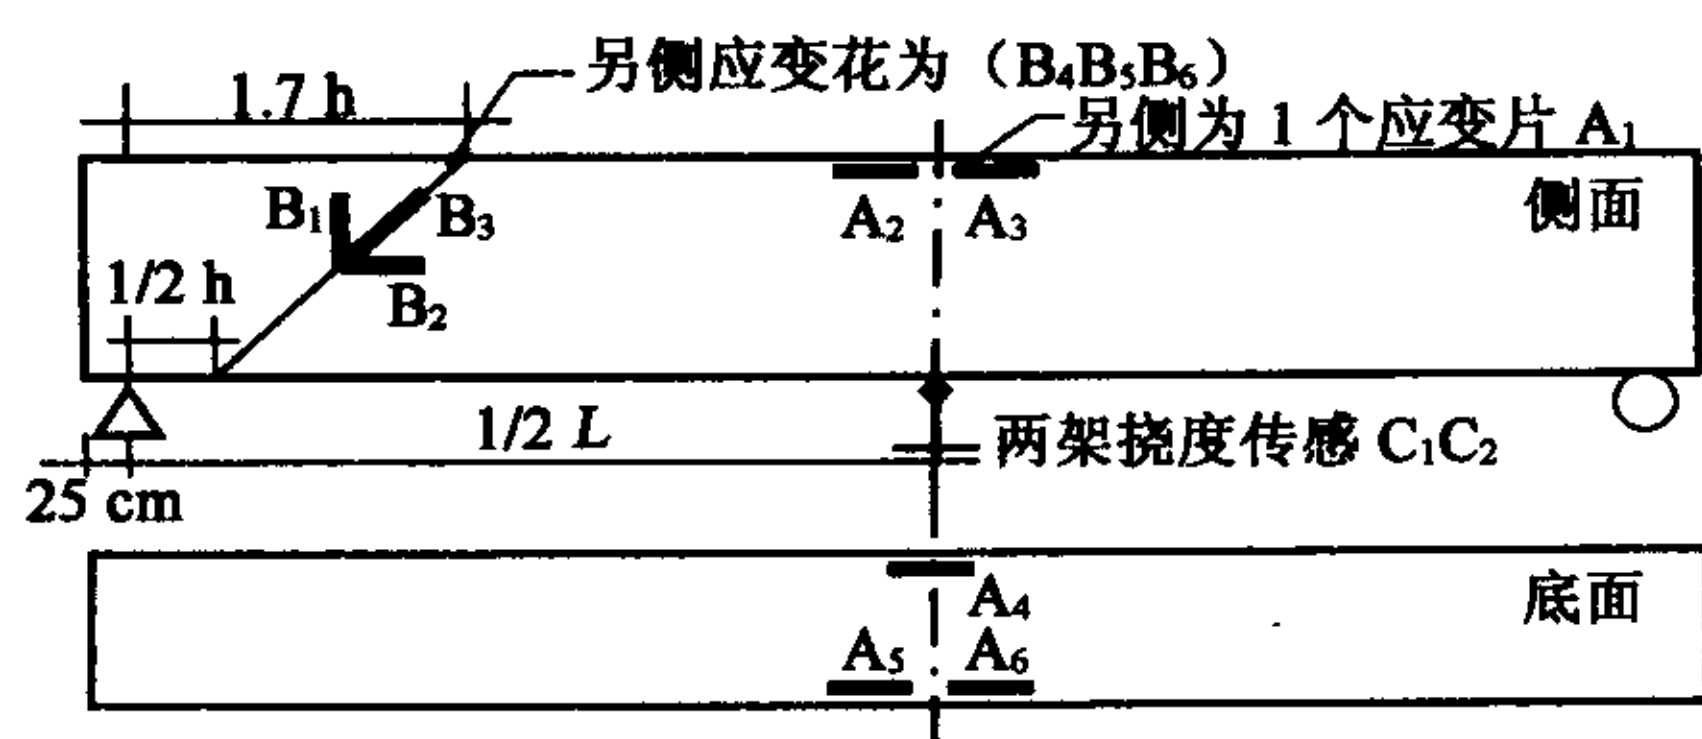 另侧应变花为（B₄B₅B₆）
1.7 h
另侧为 1 个应变片 A₁
侧面
B₁
B₃
A₂
A₃
1/2 h
B₂
1/2 L
两架挠度传感 C₁C₂
25 cm
A₄
底面
A₅
A₆